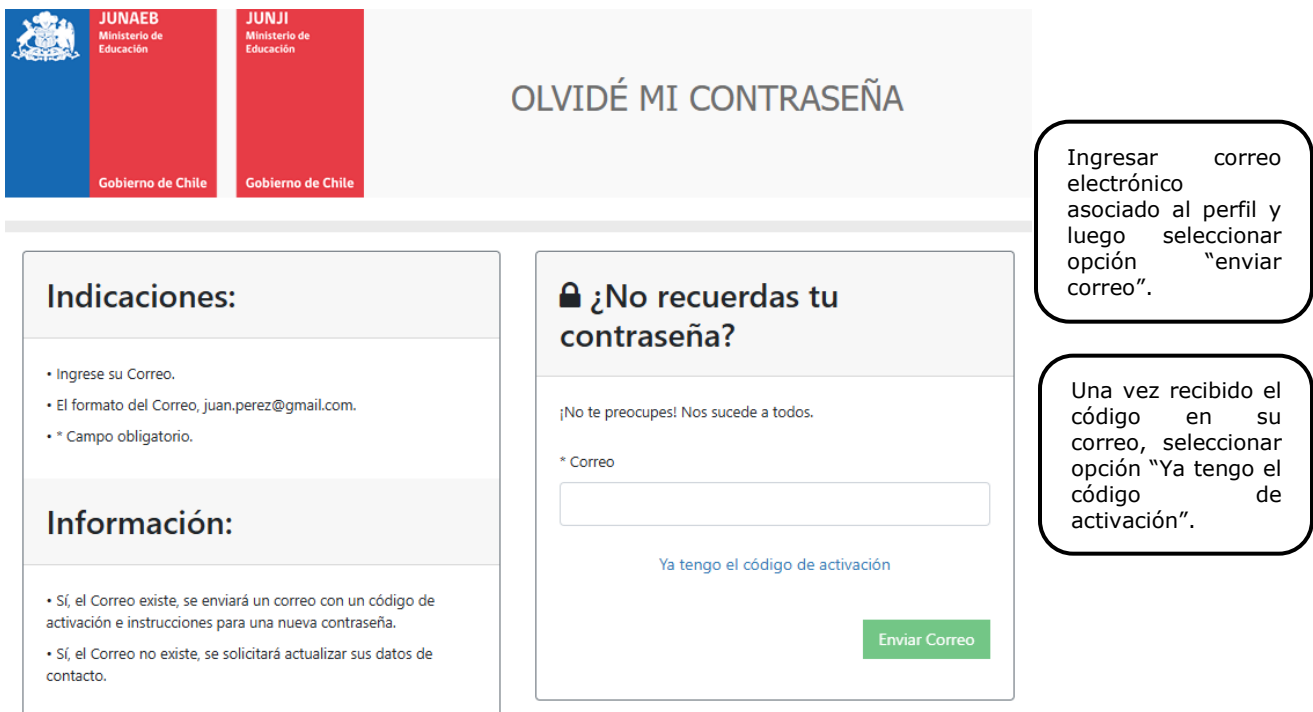 JUNAEB
Ministerio de
Educación
Gobierno de Chile
JUNJI
Ministerio de
Educación
Gobierno de Chile
OLVIDÉ MI CONTRASEÑA
Indicaciones:
• Ingrese su Correo.
• El formato del Correo, juan.perez@gmail.com.
• * Campo obligatorio.
Información:
• Sí, el Correo existe, se enviará un correo con un código de
activación e instrucciones para una nueva contraseña.
• Sí, el Correo no existe, se solicitará actualizar sus datos de
contacto.
¿No recuerdas tu
contraseña?
¡No te preocupes! Nos sucede a todos.
* Correo
Ya tengo el código de activación
Enviar Correo
Ingresar correo
electrónico
asociado al perfil y
luego seleccionar
opción “enviar
correo”.
Una vez recibido el
código en su
correo, seleccionar
opción “Ya tengo el
código de
activación”.